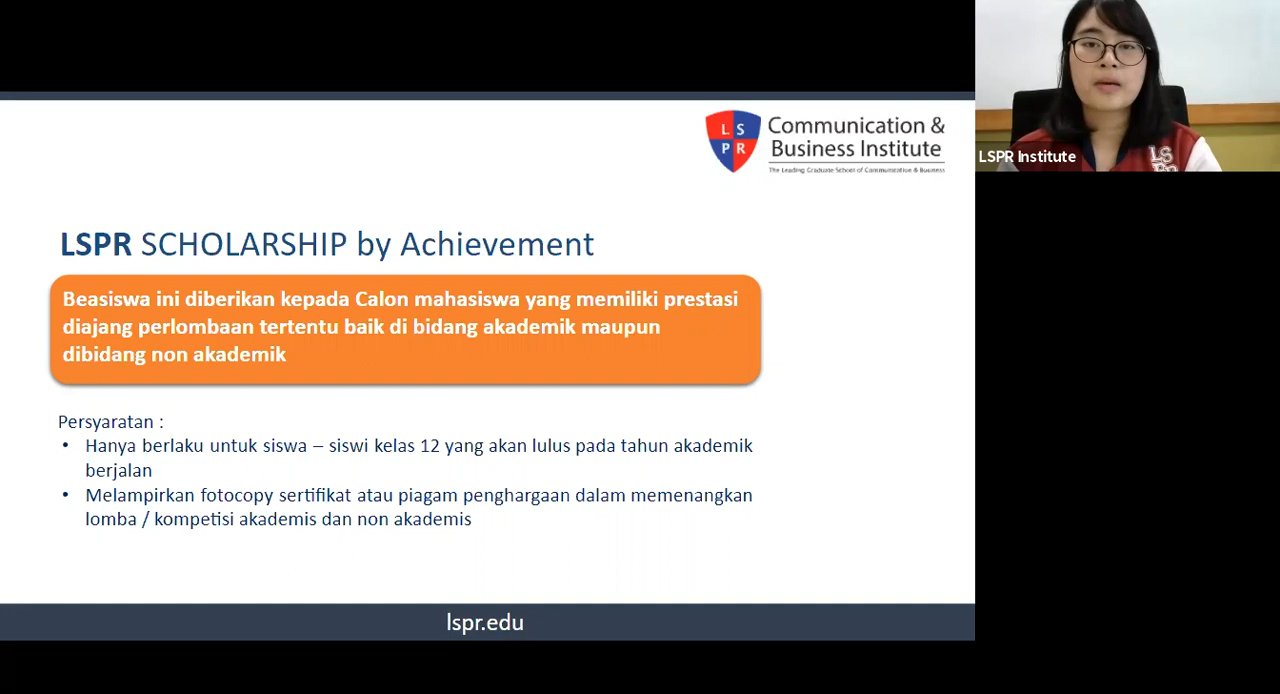 L S
P R
Communication &
Business Institute
The Leading Graduate School of Communication & Business
LSPR Institute
LS
LSPR SCHOLARSHIP by Achievement
Beasiswa ini diberikan kepada Calon mahasiswa yang memiliki prestasi
diajang perlombaan tertentu baik di bidang akademik maupun
dibidang non akademik
Persyaratan :
• Hanya berlaku untuk siswa – siswi kelas 12 yang akan lulus pada tahun akademik
berjalan
• Melampirkan fotocopy sertifikat atau piagam penghargaan dalam memenangkan
lomba / kompetisi akademis dan non akademis
lspr.edu